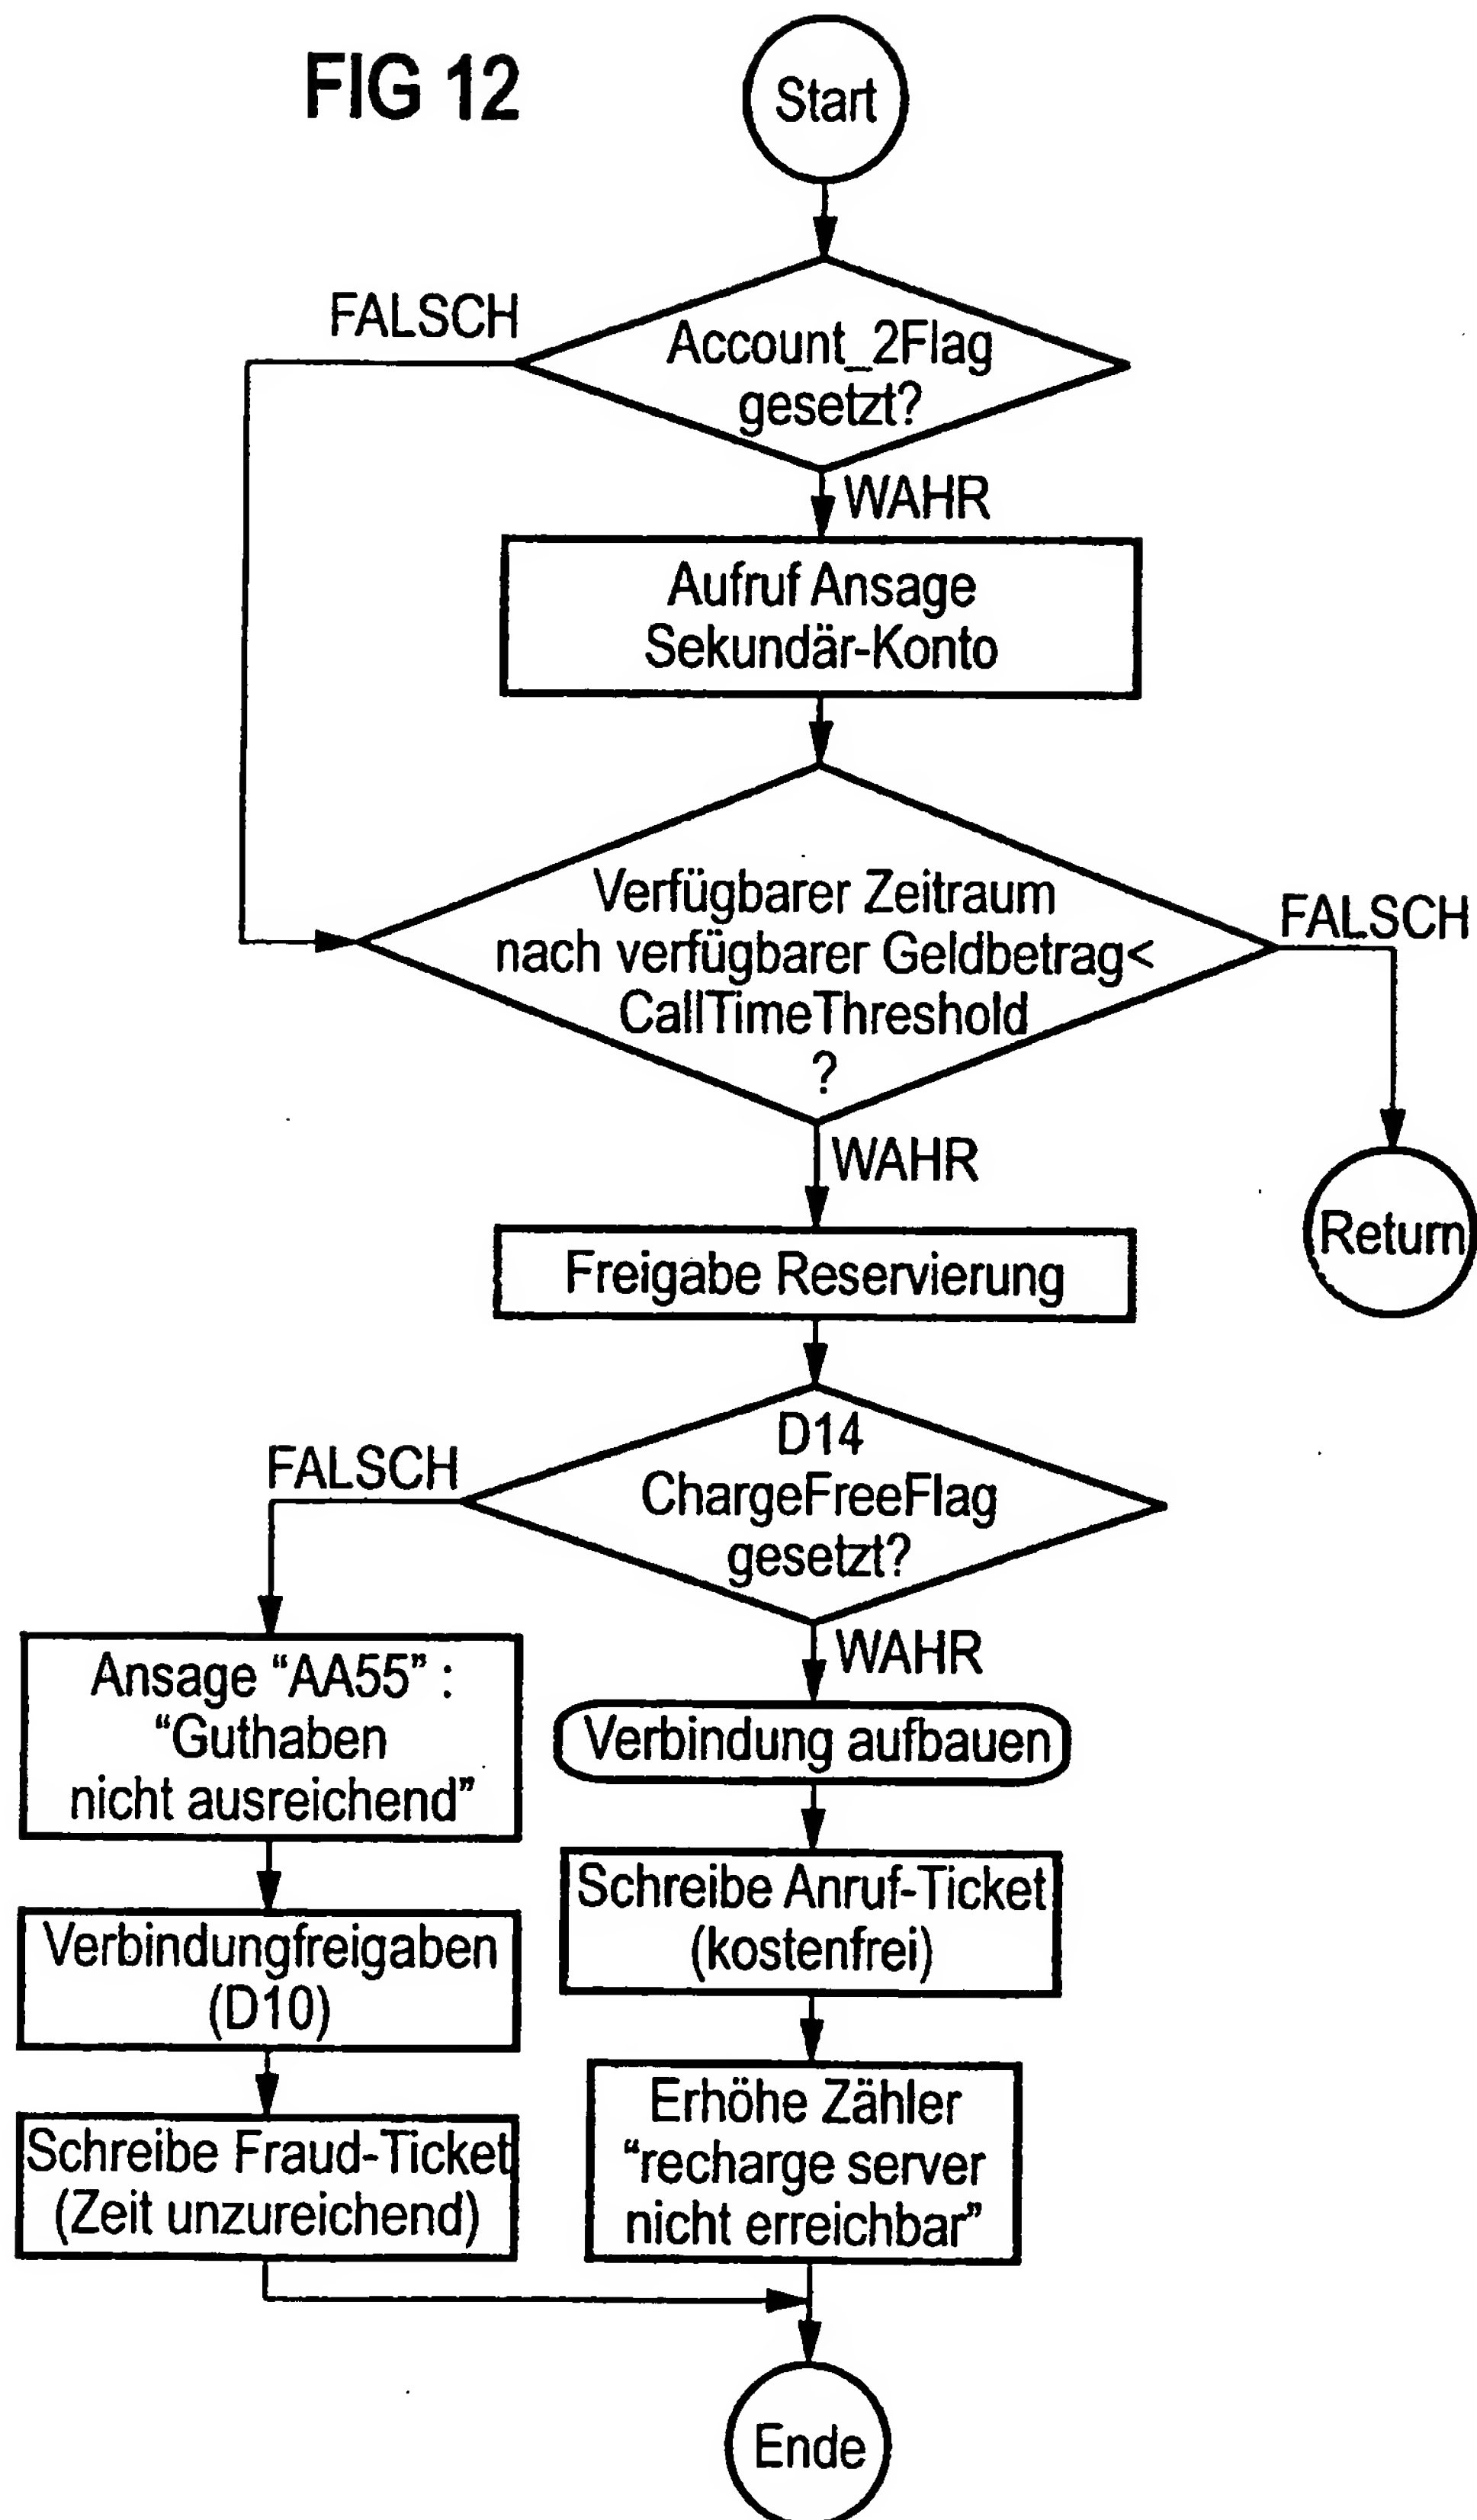 FIG 12
Start
FALSCH
Account_2Flag
gesetzt?
WAHR
Aufruf Ansage
Sekundär-Konto
Verfügbarer Zeitraum
nach verfügbarer Geldbetrag<
CallTimeThreshold
?
FALSCH
WAHR
Return
Freigabe Reservierung
D14
ChargeFreeFlag
gesetzt?
FALSCH
WAHR
Ansage “AA55” :
“Guthaben
nicht ausreichend”
Verbindung aufbauen
Schreibe Anruf-Ticket
(kostenfrei)
Verbindungfreigaben
(D10)
Erhöhe Zähler
“recharge server
nicht erreichbar”
Schreibe Fraud-Ticket
(Zeit unzureichend)
Ende